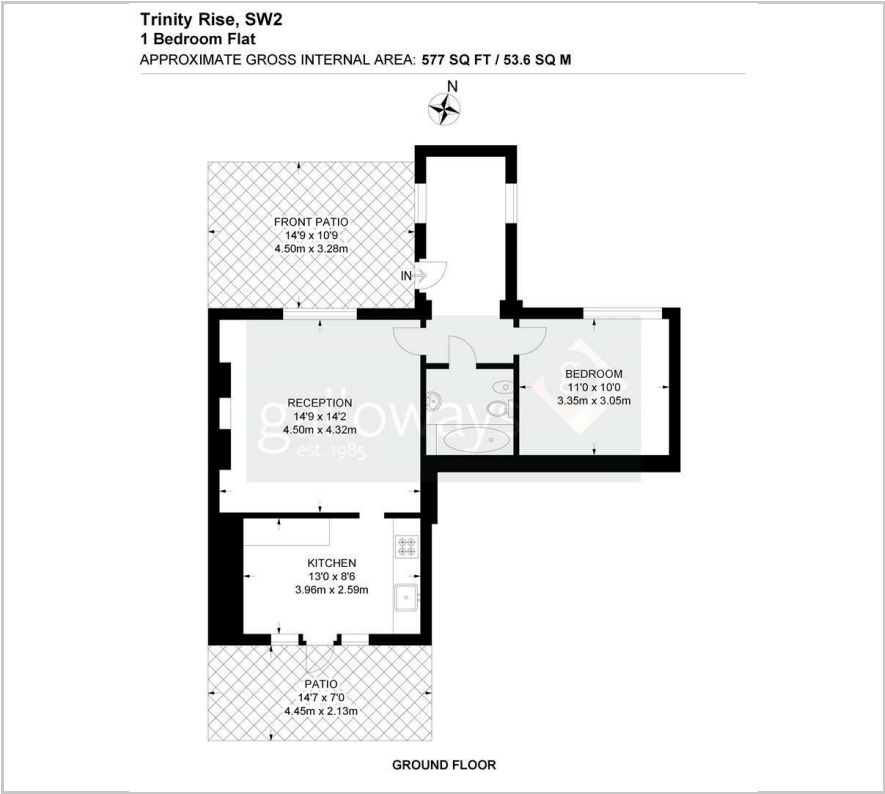 Trinity Rise, SW2
1 Bedroom Flat
APPROXIMATE GROSS INTERNAL AREA: 577 SQ FT / 53.6 SQ M
N
FRONT PATIO
14'9 x 10'9
4.50m x 3.28m
IN
RECEPTION
14'9 x 14'2
4.50m x 4.32m
BEDROOM
11'0 x 10'0
3.35m x 3.05m
galloways
est. 1985
KITCHEN
13'0 x 8'6
3.96m x 2.59m
PATIO
14'7 x 7'0
4.45m x 2.13m
GROUND FLOOR